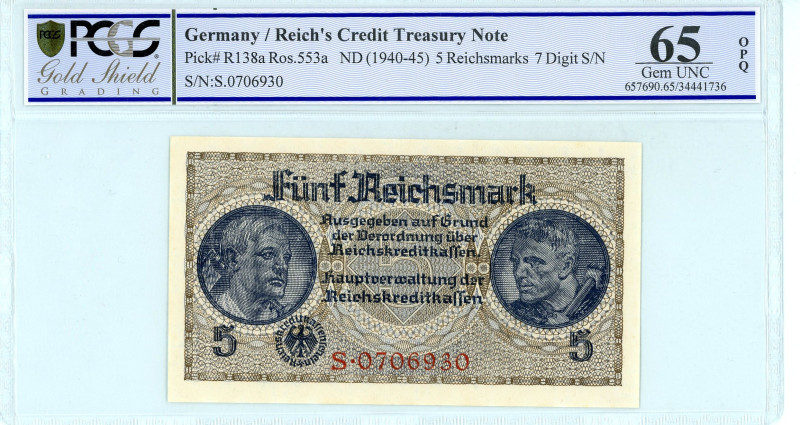 PCGS
Gold Shield
GRADING
Germany / Reich's Credit Treasury Note
Pick# R138a Ros.553a ND (1940-45) 5 Reichsmarks 7 Digit S/N
S/N:S.0706930
65
Gem UNC
OPQ
657690.65/34441736
Fünf Reichsmark
Ausgegeben auf Grund
der Verordnung über
Reichskreditkassen
Hauptverwaltung der
Reichskreditkassen
5
5
S·0706930